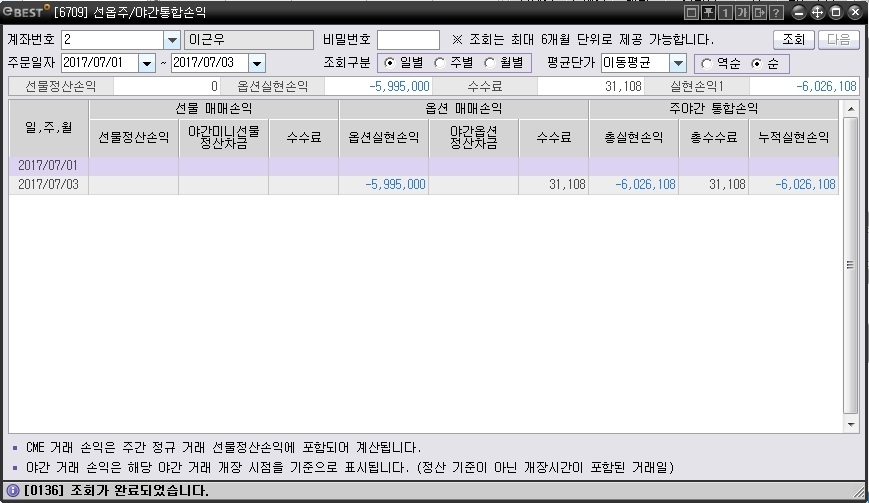 eBEST [6709] 선옵주/야간통합손익
계좌번호 2 이근우 비밀번호 ※ 조회는 최대 6개월 단위로 제공 가능합니다. 조회 다음
주문일자 2017/07/01 ~ 2017/07/03 조회구분 일별 주별 월별 평균단가 이동평균 역순 순
선물정산손익 0 옵션실현손익 -5,995,000 수수료 31,108 실현손익1 -6,026,108
일,주,월 선물 매매손익 옵션 매매손익 주야간 통합손익
선물정산손익 야간미니선물 정산차금 수수료 옵션실현손익 야간옵션 정산차금 수수료 총실현손익 총수수료 누적실현손익
2017/07/01
2017/07/03 -5,995,000 31,108 -6,026,108 31,108 -6,026,108
▪ CME 거래 손익은 주간 정규 거래 선물정산손익에 포함되어 계산됩니다.
▪ 야간 거래 손익은 해당 야간 거래 개장 시점을 기준으로 표시됩니다. (정산 기준이 아닌 개장시간이 포함된 거래일)
[0136] 조회가 완료되었습니다.